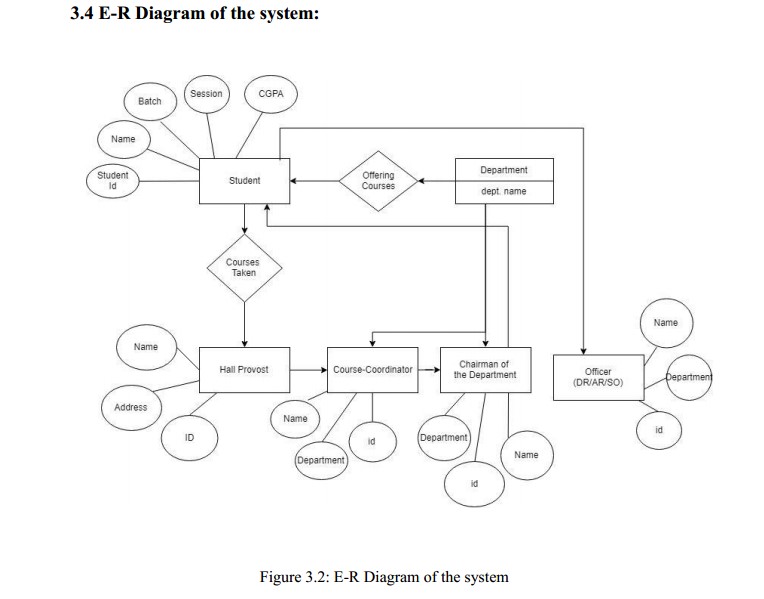 3.4 E-R Diagram of the system:
Batch
Session
CGPA
Name
Student
Id
Student
Offering
Courses
Department
dept. name
Courses
Taken
Name
Address
ID
Hall Provost
Course-Coordinator
Chairman of
the Department
Officer
(DR/AR/SO)
Name
Department
id
Name
Department
id
Department
id
Name
Figure 3.2: E-R Diagram of the system